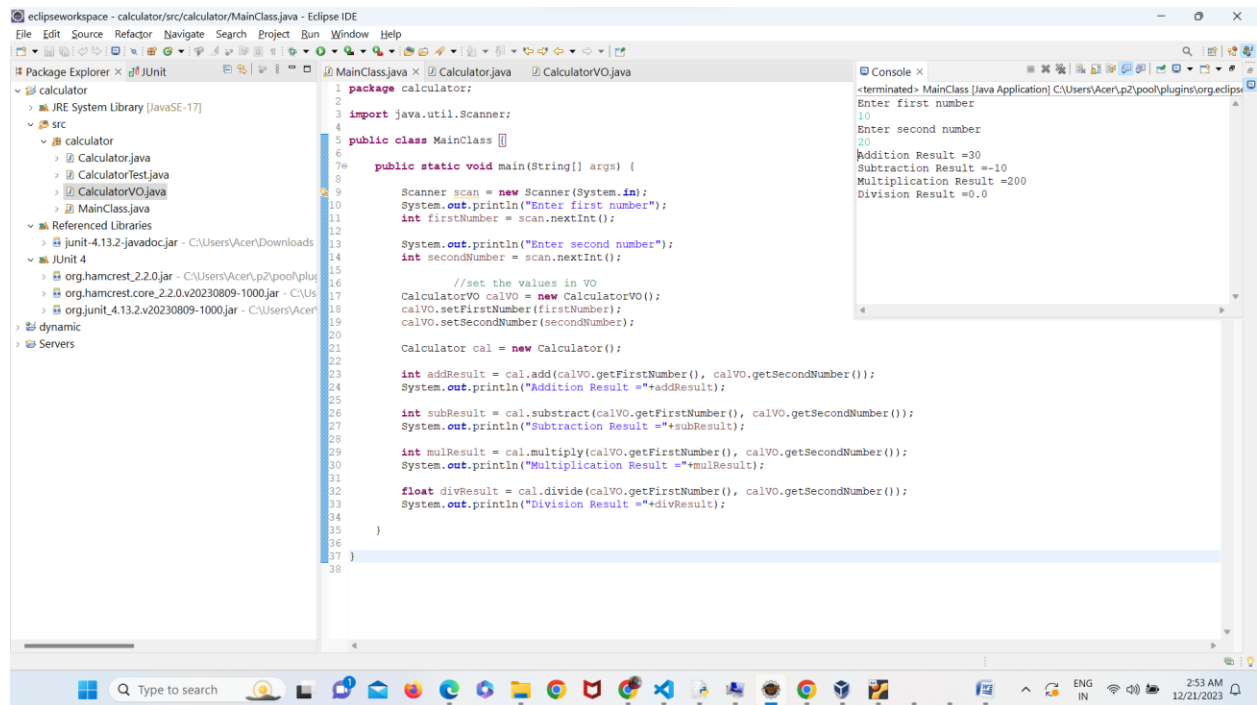 eclipseworkspace - calculator/src/calculator/MainClass.java - Eclipse IDE
File Edit Source Refactor Navigate Search Project Run Window Help
Package Explorer × JUnit
calculator
JRE System Library [JavaSE-17]
src
calculator
Calculator.java
CalculatorTest.java
CalculatorVO.java
MainClass.java
Referenced Libraries
junit-4.13.2-javadoc.jar - C:\Users\Acer\Downloads
JUnit 4
org.hamcrest_2.2.0.jar - C:\Users\Acer\.p2\pool\plug
org.hamcrest.core_2.2.0.v20230809-1000.jar - C:\Us
org.junit_4.13.2.v20230809-1000.jar - C:\Users\Acer\
dynamic
Servers
MainClass.java × Calculator.java CalculatorVO.java
1 package calculator;
2
3 import java.util.Scanner;
4
5 public class MainClass {
6
7 public static void main(String[] args) {
8
9 Scanner scan = new Scanner(System.in);
10 System.out.println("Enter first number");
11 int firstNumber = scan.nextInt();
12
13 System.out.println("Enter second number");
14 int secondNumber = scan.nextInt();
15
16 //set the values in VO
17 CalculatorVO calVO = new CalculatorVO();
18 calVO.setFirstNumber(firstNumber);
19 calVO.setSecondNumber(secondNumber);
20
21 Calculator cal = new Calculator();
22
23 int addResult = cal.add(calVO.getFirstNumber(), calVO.getSecondNumber());
24 System.out.println("Addition Result ="+addResult);
25
26 int subResult = cal.substract(calVO.getFirstNumber(), calVO.getSecondNumber());
27 System.out.println("Subtraction Result ="+subResult);
28
29 int mulResult = cal.multiply(calVO.getFirstNumber(), calVO.getSecondNumber());
30 System.out.println("Multiplication Result ="+mulResult);
31
32 float divResult = cal.divide(calVO.getFirstNumber(), calVO.getSecondNumber());
33 System.out.println("Division Result ="+divResult);
34
35 }
36
37 }
38
Console ×
<terminated> MainClass [Java Application] C:\Users\Acer\.p2\pool\plugins\org.eclipse
Enter first number
10
Enter second number
20
Addition Result =30
Subtraction Result =-10
Multiplication Result =200
Division Result =0.0
Type to search
ENG
IN
2:53 AM
12/21/2023